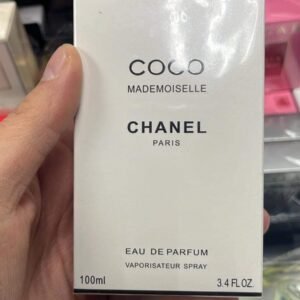 COCO
MADEMOISELLE
CHANEL
PARIS
EAU DE PARFUM
VAPORISATEUR SPRAY
100ml 3.4 FL.OZ.